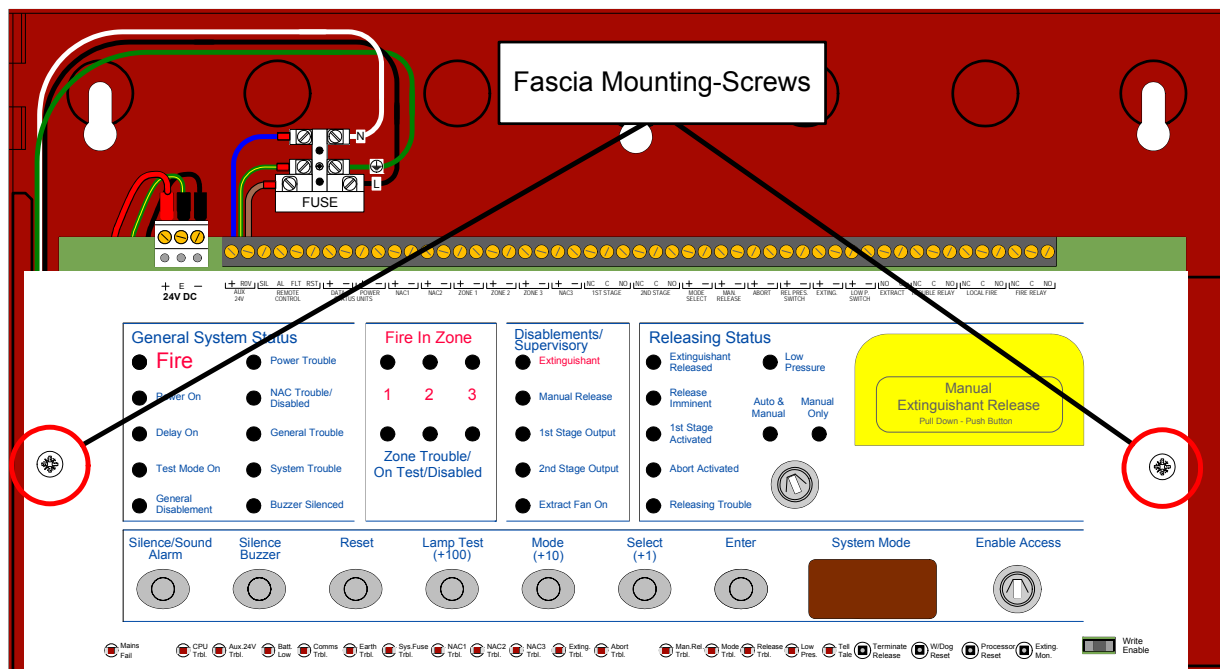 Fascia Mounting-Screws
N
L
FUSE
+ E −
24V DC
+ R0V SIL AL FLT RST + − + − + − + − + − + − + − + − NC C NO NC C NO + − + − + − + − + − + − NO C NC C NO NC C NO NC C NO
AUX 24V
REMOTE CONTROL
POWER
STATUS UNITS
NAC1
NAC2
ZONE 1
ZONE 2
ZONE 3
NAC3
1ST STAGE
2ND STAGE
MODE SELECT
MAN. RELEASE
ABORT
REL PRES. SWITCH
EXTING.
LOW P. SWITCH
EXTRACT
LOCAL FIRE
FIRE RELAY
General System Status
Fire
Power On
Delay On
Test Mode On
General
Disablement
Power Trouble
NAC Trouble/
Disabled
General Trouble
System Trouble
Buzzer Silenced
Fire In Zone
1 2 3
Zone Trouble/
On Test/Disabled
Disablements/
Supervisory
Extinguishant
Manual Release
1st Stage Output
2nd Stage Output
Extract Fan On
Releasing Status
Extinguishant
Released
Release
Imminent
1st Stage
Activated
Abort Activated
Releasing Trouble
Low
Pressure
Auto &
Manual
Manual
Only
Manual
Extinguishant Release
Pull Down - Push Button
Silence/Sound
Alarm
Silence
Buzzer
Reset
Lamp Test
(+100)
Mode
(+10)
Select
(+1)
Enter
System Mode
Enable Access
Mains
Fail
CPU
Trbl.
Aux.24V
Trbl.
Batt.
Low
Comms
Trbl.
Earth
Trbl.
Sys.Fuse
Trbl.
NAC1
Trbl.
NAC2
Trbl.
NAC3
Trbl.
Exting.
Trbl.
Abort
Trbl.
Man.Rel.
Trbl.
Mode
Trbl.
Release
Trbl.
Low
Pres.
Tell
Tale
Terminate
Release
W/Dog
Reset
Processor
Reset
Exting.
Mon.
Write
Enable